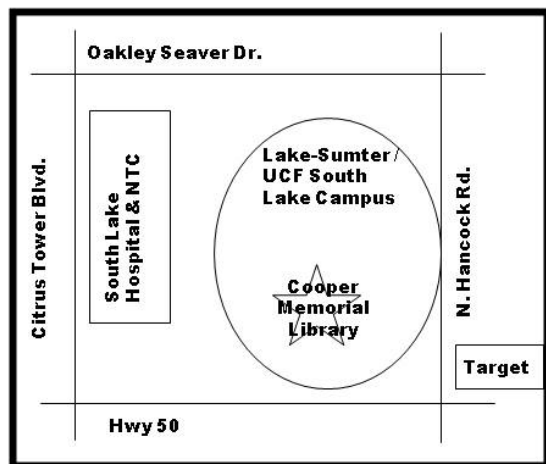 Oakley Seaver Dr.
Citrus Tower Blvd.
South Lake
Hospital & NTC
Lake-Sumter /
UCF South
Lake Campus
N. Hancock Rd.
Cooper
Memorial
Library
Target
Hwy 50